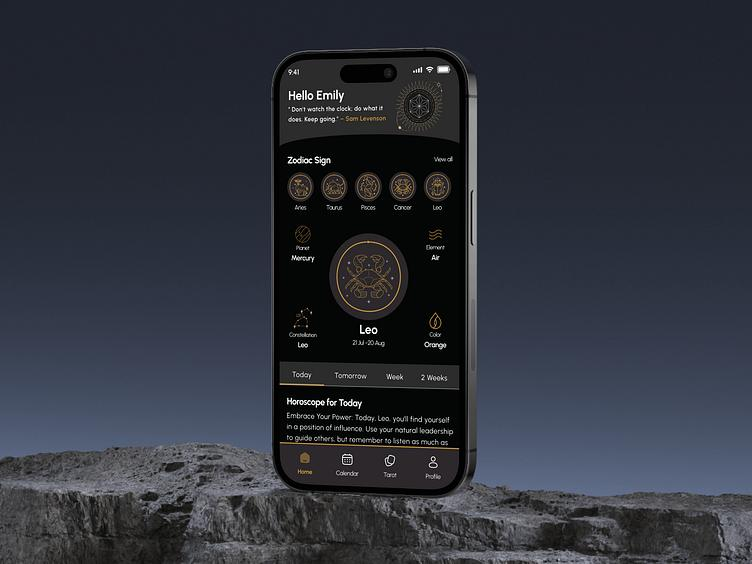 9:41
Hello Emily
" Don't watch the clock; do what it
does. Keep going." – Sam Levenson
Zodiac Sign
View all
Aries
Taurus
Pisces
Cancer
Leo
Planet
Mercury
Element
Air
Constellation
Leo
Leo
21 Jul -20 Aug
Color
Orange
Today
Tomorrow
Week
2 Weeks
Horoscope for Today
Embrace Your Power: Today, Leo, you'll find yourself
in a position of influence. Use your natural leadership
to guide others, but remember to listen as much as
Home
Calendar
Tarot
Profile